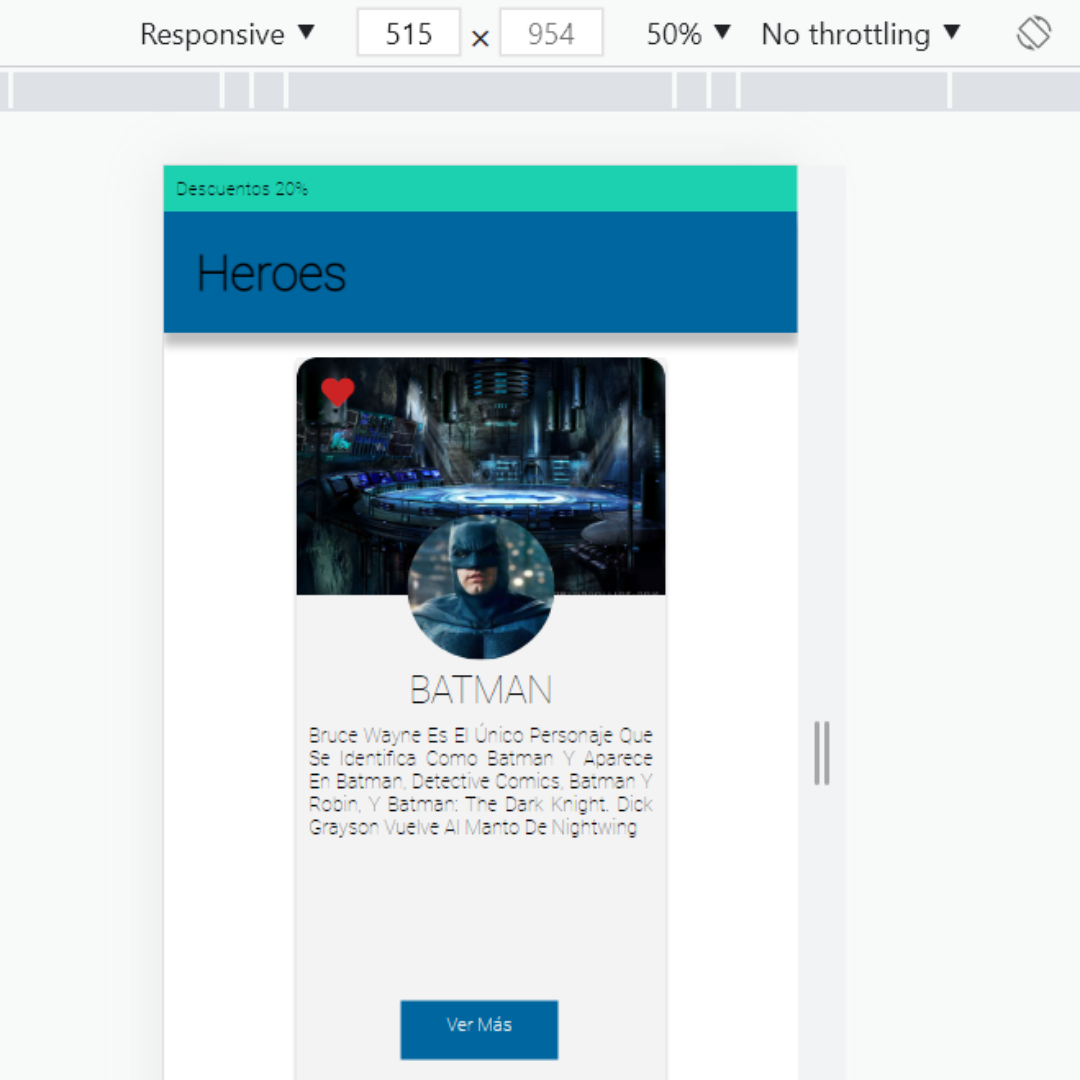 Responsive ▼ 515 × 954 50% ▼ No throttling ▼
Descuentos 20%
Heroes
BATMAN
Bruce Wayne Es El Único Personaje Que
Se Identifica Como Batman Y Aparece
En Batman, Detective Comics, Batman Y
Robin, Y Batman: The Dark Knight. Dick
Grayson Vuelve Al Manto De Nightwing
Ver Más